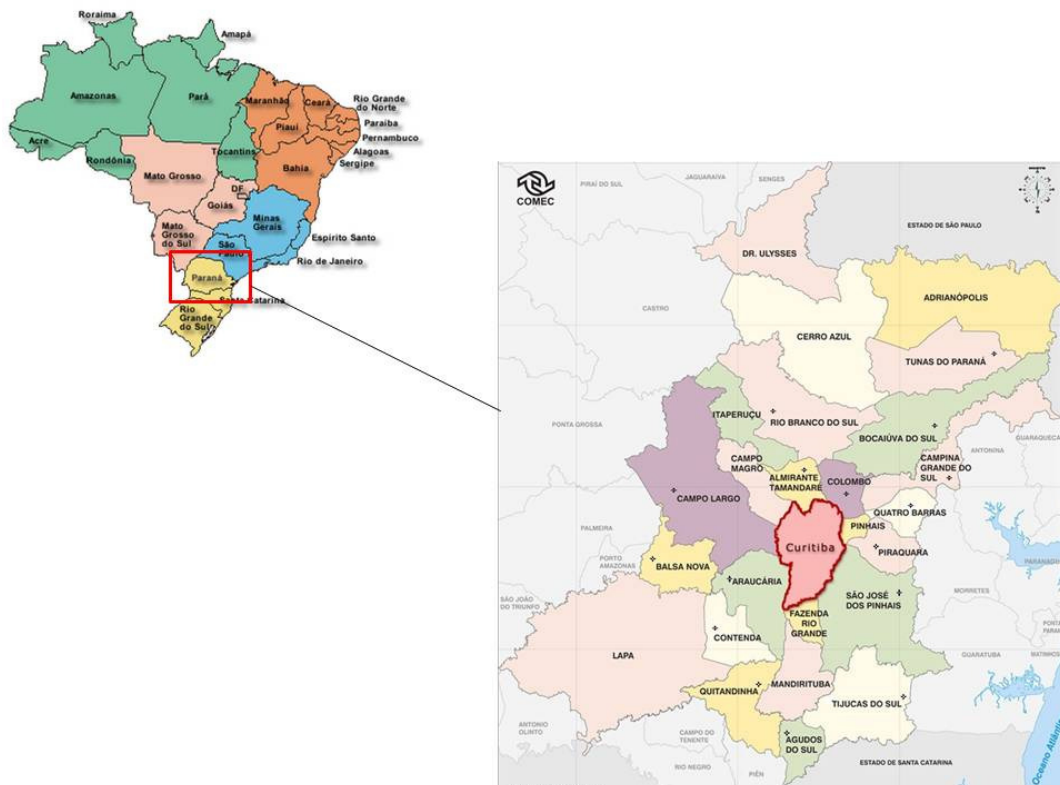 Roraima
Amapá
Amazonas
Pará
Maranhão
Ceará
Rio Grande
do Norte
Paraíba
Piauí
Pernambuco
Acre
Alagoas
Rondônia
Tocantins
Sergipe
Bahia
Mato Grosso
DF
Goiás
Minas
Gerais
Mato
Grosso
do Sul
São
Paulo
Espírito Santo
Rio de Janeiro
Paraná
Santa Catarina
Rio
Grande
do Sul
COMEC
PIRAÍ DO SUL
JAGUARAÍVA
SENGES
ESTADO DE SÃO PAULO
DR. ULYSSES
ADRIANÓPOLIS
CASTRO
CERRO AZUL
TUNAS DO PARANÁ
ITAPERUÇU
RIO BRANCO DO SUL
PONTA GROSSA
BOCAIÚVA DO SUL
GUARAQUEÇA
ANTONINA
CAMPO
MAGRO
CAMPINA
GRANDE DO
SUL
ALMIRANTE
TAMANDARÉ
COLOMBO
CAMPO LARGO
QUATRO BARRAS
PALMEIRA
PINHAIS
Curitiba
PIRAQUARA
PORTO
AMAZONAS
BALSA NOVA
PARANAG
ARAUCÁRIA
SÃO JOÃO
DO TRIUNFO
SÃO JOSÉ
DOS PINHAIS
MORRETES
FAZENDA
RIO
GRANDE
CONTENDA
LAPA
GUARATUBA
MATINHOS
MANDIRITUBA
QUITANDINHA
TIJUCAS DO SUL
ANTONIO
OLINTO
CAMPO DO
TENENTE
AGUDOS
DO SUL
RIO NEGRO
PIÊN
ESTADO DE SANTA CATARINA
Oceano Atlânti